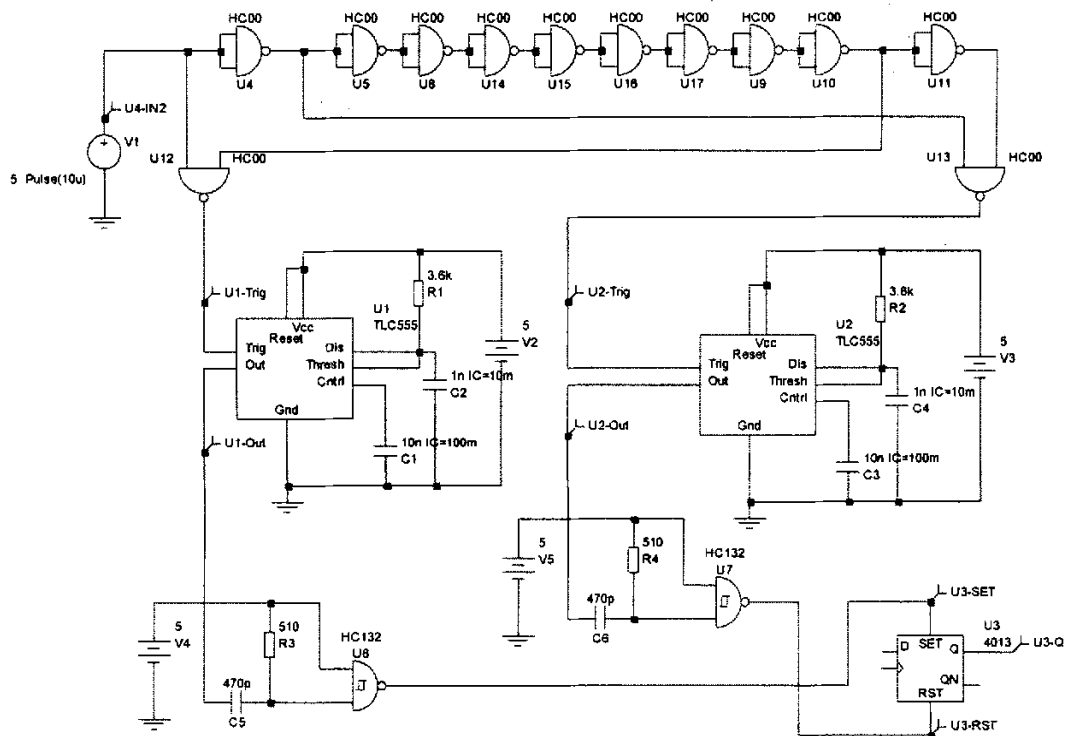 HC00 HC00 HC00 HC00 HC00 HC00 HC00 HC00 HC00 HC00
U4 U5 U8 U14 U15 U16 U17 U9 U10 U11
U4-IN2
V1
5 Pulse(10u)
U12 HC00
U13 HC00
U1-Trig
3.6k
R1
U1
TLC555
Vcc
Reset
Trig
Out
Dis
Thresh
Cntrl
Gnd
5
V2
1n IC=10m
C2
10n IC=100m
C1
U1-Out
U2-Trig
3.6k
R2
U2
TLC555
Vcc
Reset
Trig
Out
Dis
Thresh
Cntrl
Gnd
5
V3
1n IC=10m
C4
10n IC=100m
C3
U2-Out
5
V5
510
R4
HC132
U7
470p
C6
5
V4
510
R3
HC132
U6
470p
C5
U3-SET
U3
4013
D SET Q
QN
RST
U3-Q
U3-RST